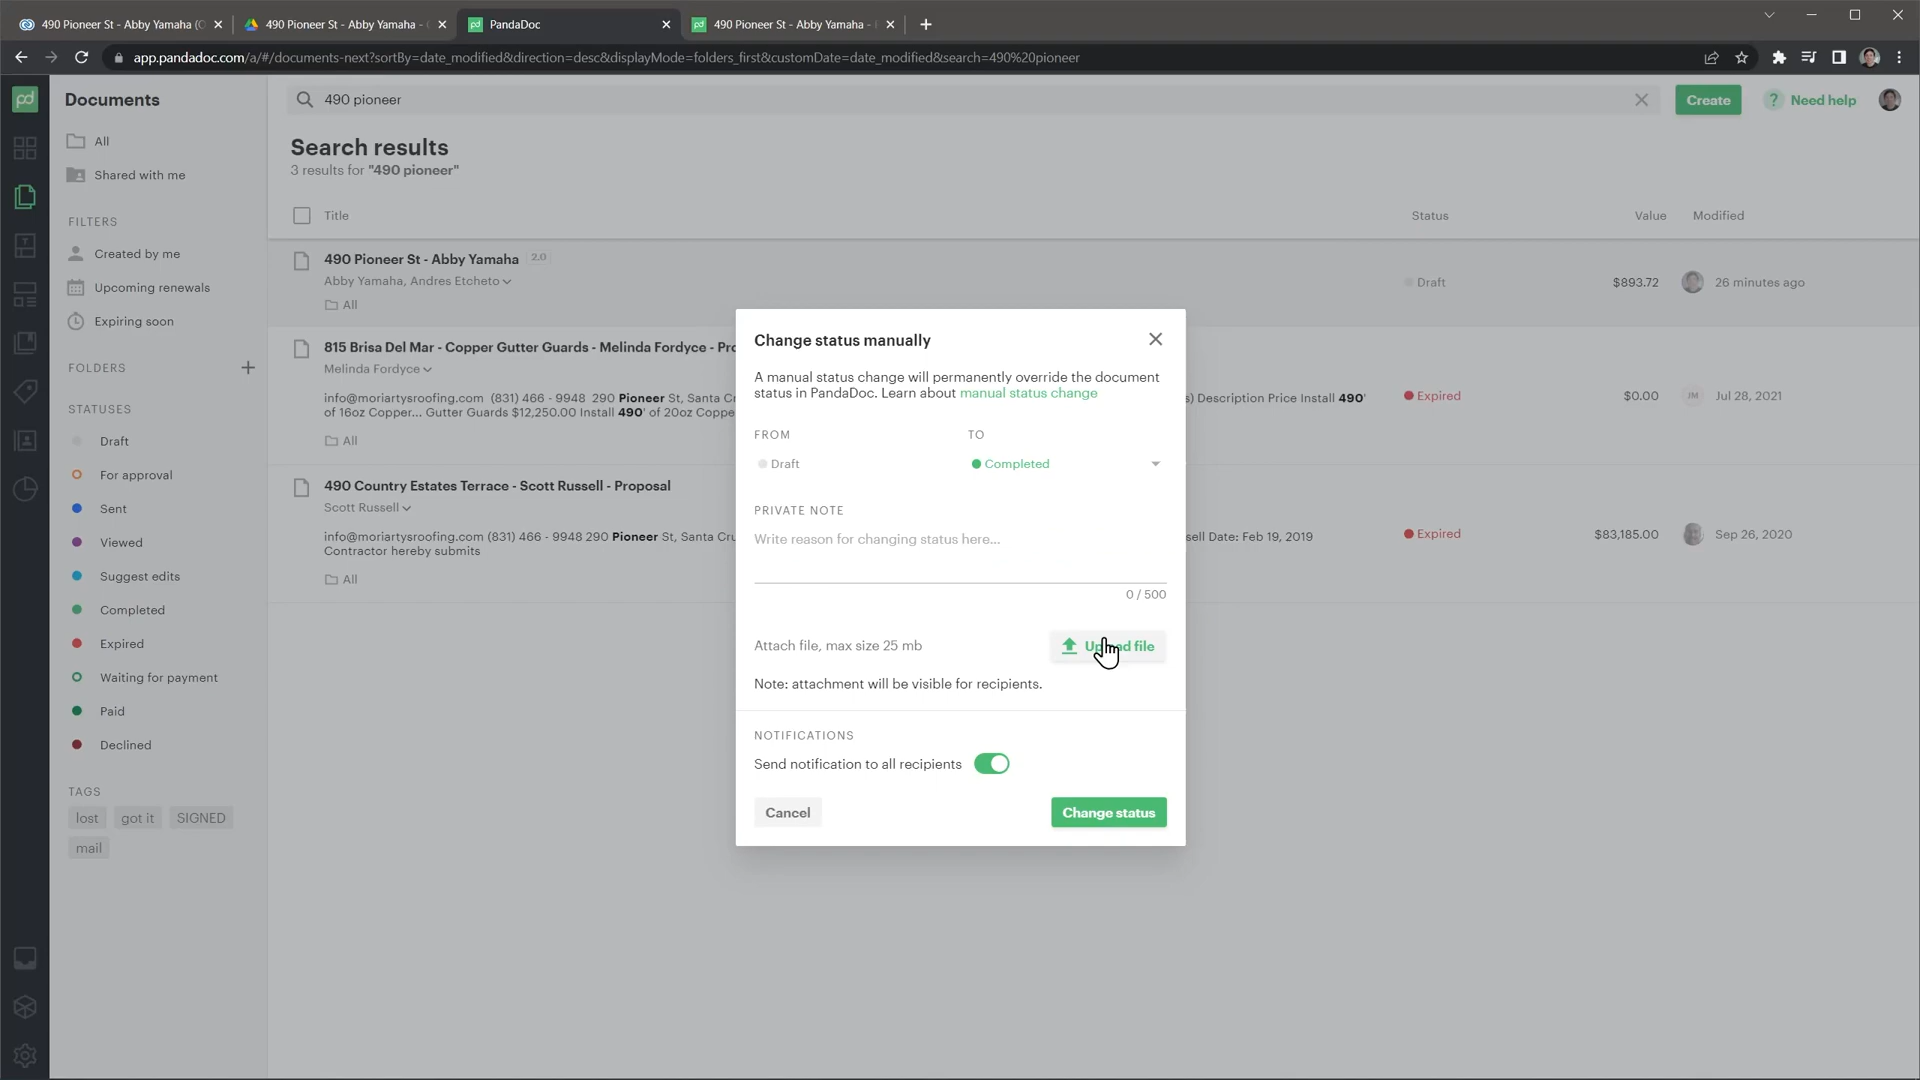 490 Pioneer St - Abby Yamaha (O
490 Pioneer St - Abby Yamaha -
PandaDoc
490 Pioneer St - Abby Yamaha -
app.pandadoc.com/a/#/documents-next?sortBy=date_modified&direction=desc&displayMode=folders_first&customDate=date_modified&search=490%20pioneer
pd
Documents
490 pioneer
Create
? Need help
All
Shared with me
Search results
3 results for "490 pioneer"
FILTERS
Created by me
Upcoming renewals
Expiring soon
FOLDERS
STATUSES
Draft
For approval
Sent
Viewed
Suggest edits
Completed
Expired
Waiting for payment
Paid
Declined
TAGS
lost
got it
SIGNED
mail
Title
Status
Value
Modified
490 Pioneer St - Abby Yamaha 2.0
Abby Yamaha, Andres Etcheto
All
Draft
$893.72
26 minutes ago
815 Brisa Del Mar - Copper Gutter Guards - Melinda Fordyce - Pro
Melinda Fordyce
info@moriartysroofing.com (831) 466 - 9948 290 Pioneer St, Santa C
s) Description Price Install 490'
of 16oz Copper... Gutter Guards $12,250.00 Install 490' of 20oz Coppe
All
Expired
$0.00
JM
Jul 28, 2021
490 Country Estates Terrace - Scott Russell - Proposal
Scott Russell
info@moriartysroofing.com (831) 466 - 9948 290 Pioneer St, Santa Cru
sell Date: Feb 19, 2019
Contractor hereby submits
All
Expired
$83,185.00
Sep 26, 2020
Change status manually
A manual status change will permanently override the document
status in PandaDoc. Learn about manual status change
FROM
TO
Draft
Completed
PRIVATE NOTE
Write reason for changing status here...
0 / 500
Attach file, max size 25 mb
Upload file
Note: attachment will be visible for recipients.
NOTIFICATIONS
Send notification to all recipients
Cancel
Change status